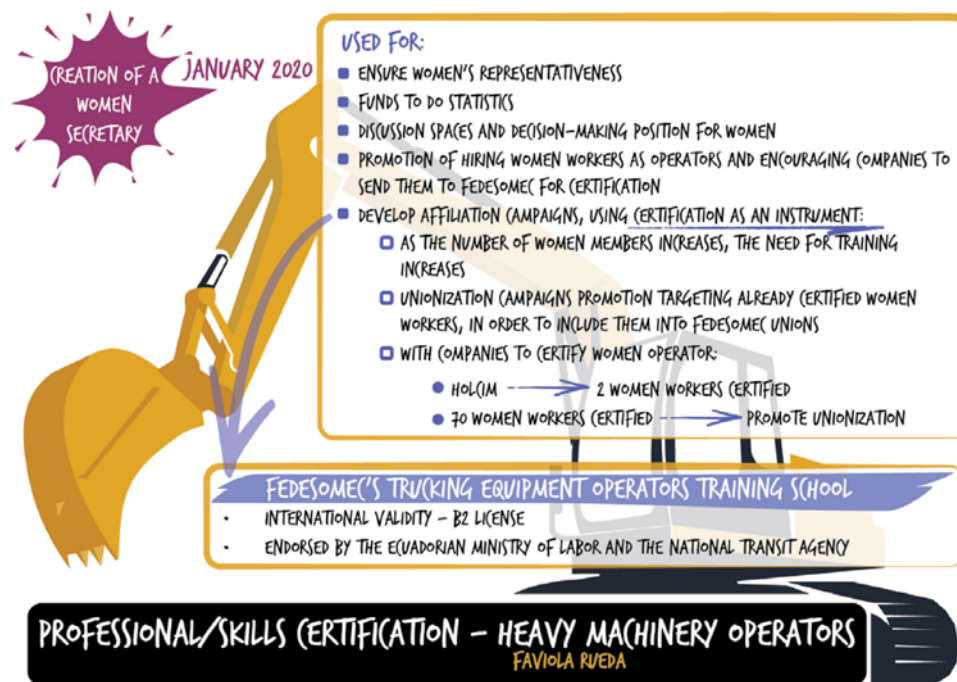 CREATION OF A
WOMEN
SECRETARY
JANUARY 2020
USED FOR:
ENSURE WOMEN'S REPRESENTATIVENESS
FUNDS TO DO STATISTICS
DISCUSSION SPACES AND DECISION-MAKING POSITION FOR WOMEN
PROMOTION OF HIRING WOMEN WORKERS AS OPERATORS AND ENCOURAGING COMPANIES TO
SEND THEM TO FEDESOMEC FOR CERTIFICATION
DEVELOP AFFILIATION CAMPAIGNS, USING CERTIFICATION AS AN INSTRUMENT:
AS THE NUMBER OF WOMEN MEMBERS INCREASES, THE NEED FOR TRAINING
INCREASES
UNIONIZATION CAMPAIGNS PROMOTION TARGETING ALREADY CERTIFIED WOMEN
WORKERS, IN ORDER TO INCLUDE THEM INTO FEDESOMEC UNIONS
WITH COMPANIES TO CERTIFY WOMEN OPERATOR:
HOLCIM 2 WOMEN WORKERS CERTIFIED
70 WOMEN WORKERS CERTIFIED PROMOTE UNIONIZATION
FEDESOMEC'S TRUCKING EQUIPMENT OPERATORS TRAINING SCHOOL
- INTERNATIONAL VALIDITY – B2 LICENSE
- ENDORSED BY THE ECUADORIAN MINISTRY OF LABOR AND THE NATIONAL TRANSIT AGENCY
PROFESSIONAL/SKILLS CERTIFICATION – HEAVY MACHINERY OPERATORS
FAVIOLA RUEDA